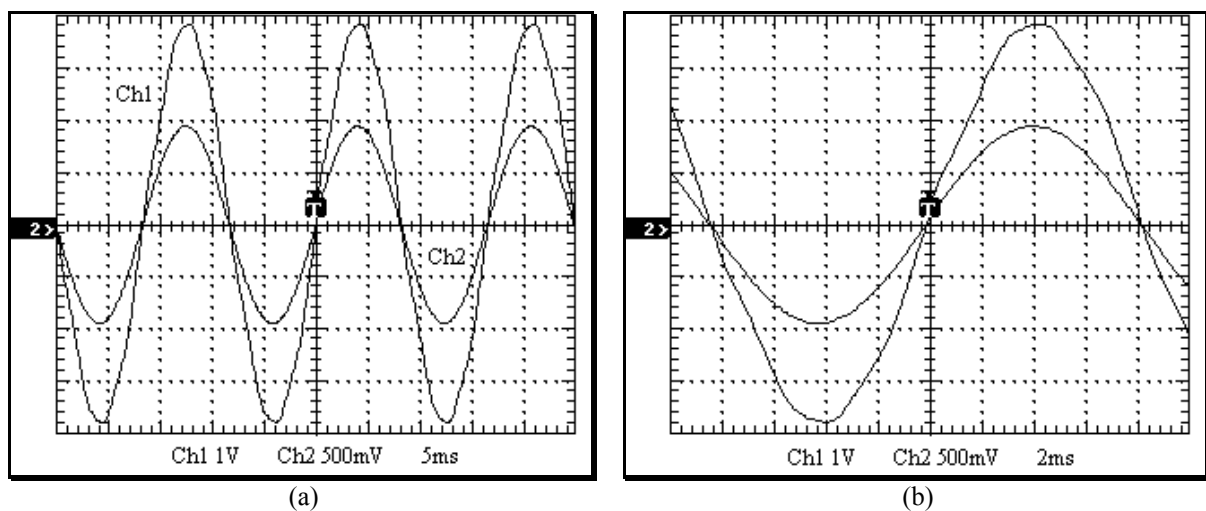 Ch1
T
2>
Ch2
Ch1 1V Ch2 500mV 5ms
(a)
T
2>
Ch1 1V Ch2 500mV 2ms
(b)